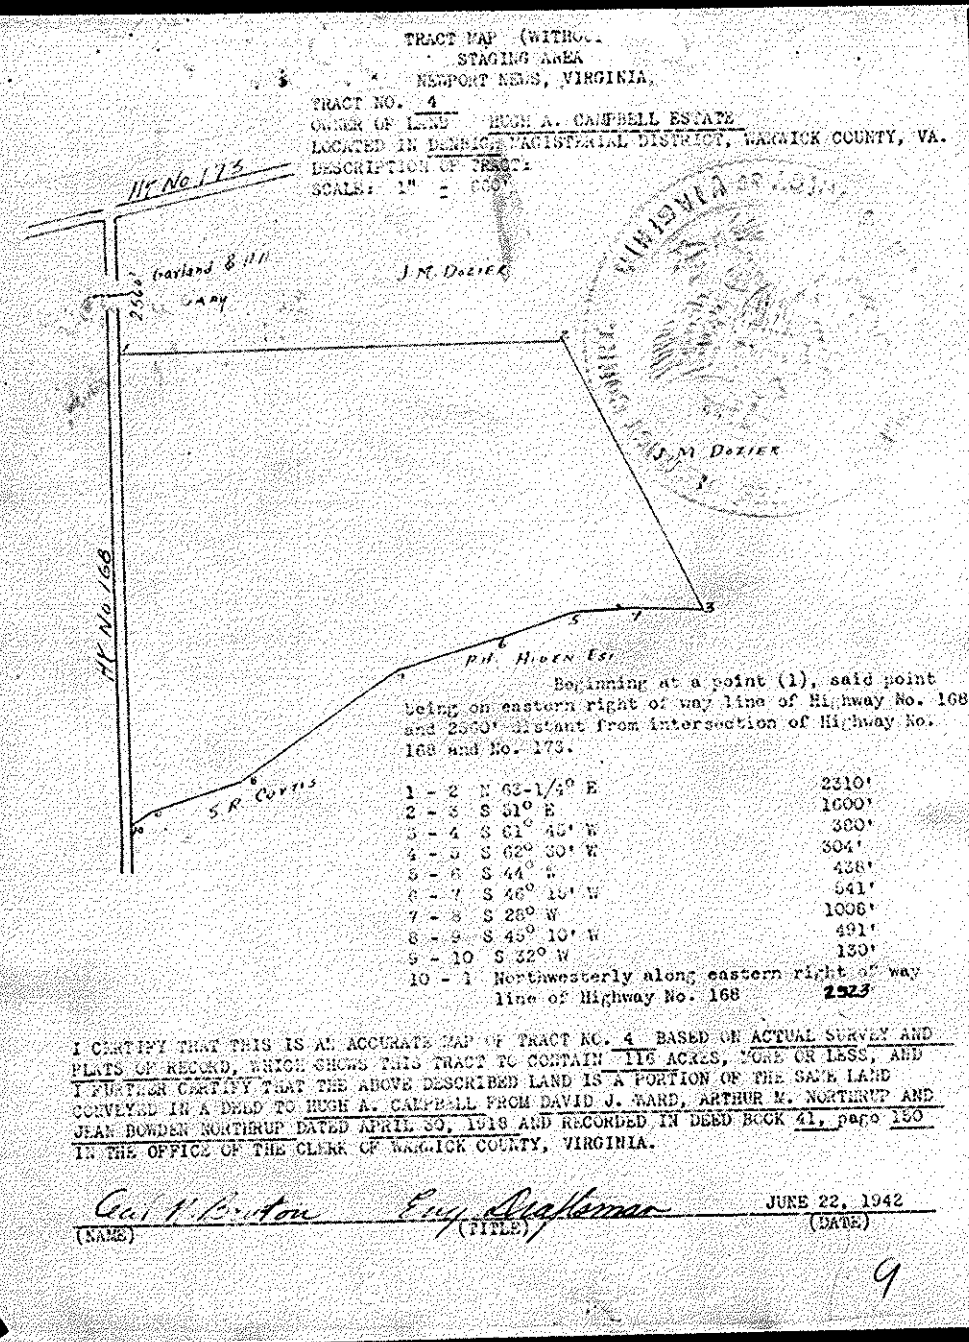 TRACT MAP (WITHOUT
STAGING AREA
NEWPORT NEWS, VIRGINIA,
TRACT NO. 4
OWNER OF LAND HUGH A. CAMPBELL ESTATE
LOCATED IN DENBIGH MAGISTERIAL DISTRICT, WARWICK COUNTY, VA.
DESCRIPTION OF TRACT:
SCALE: 1" =
HY No 173
Garland &
GARY
2560'
J.M. DOZIER
VIRGINIA
1
2
J.M. DOZIER
HY No 168
3
5
6
P.H. HIDEN EST
8
S.R. CURTIS
10
Beginning at a point (1), said point
being on eastern right of way line of Highway No. 168
and 2560' distant from intersection of Highway No.
168 and No. 173.
1 - 2 N 63-1/4° E 2310'
2 - 3 S 31° E 1600'
3 - 4 S 61° 45' W 380'
4 - 5 S 62° 30' W 304'
5 - 6 S 44° W 438'
6 - 7 S 46° 15' W 541'
7 - 8 S 28° W 1008'
8 - 9 S 45° 10' W 491'
9 - 10 S 32° W 130'
10 - 1 Northwesterly along eastern right of way
line of Highway No. 168 2923'
I CERTIFY THAT THIS IS AN ACCURATE MAP OF TRACT NO. 4 BASED ON ACTUAL SURVEY AND
PLATS OF RECORD, WHICH SHOWS THIS TRACT TO CONTAIN 116 ACRES, MORE OR LESS, AND
I FURTHER CERTIFY THAT THE ABOVE DESCRIBED LAND IS A PORTION OF THE SAME LAND
CONVEYED IN A DEED TO HUGH A. CAMPBELL FROM DAVID J. WARD, ARTHUR M. NORTHRUP AND
JEAN BOWDEN NORTHRUP DATED APRIL 30, 1918 AND RECORDED IN DEED BOOK 41, page 150
IN THE OFFICE OF THE CLERK OF WARWICK COUNTY, VIRGINIA.
Eng Draftsman JUNE 22, 1942
(NAME) (TITLE) (DATE)
9